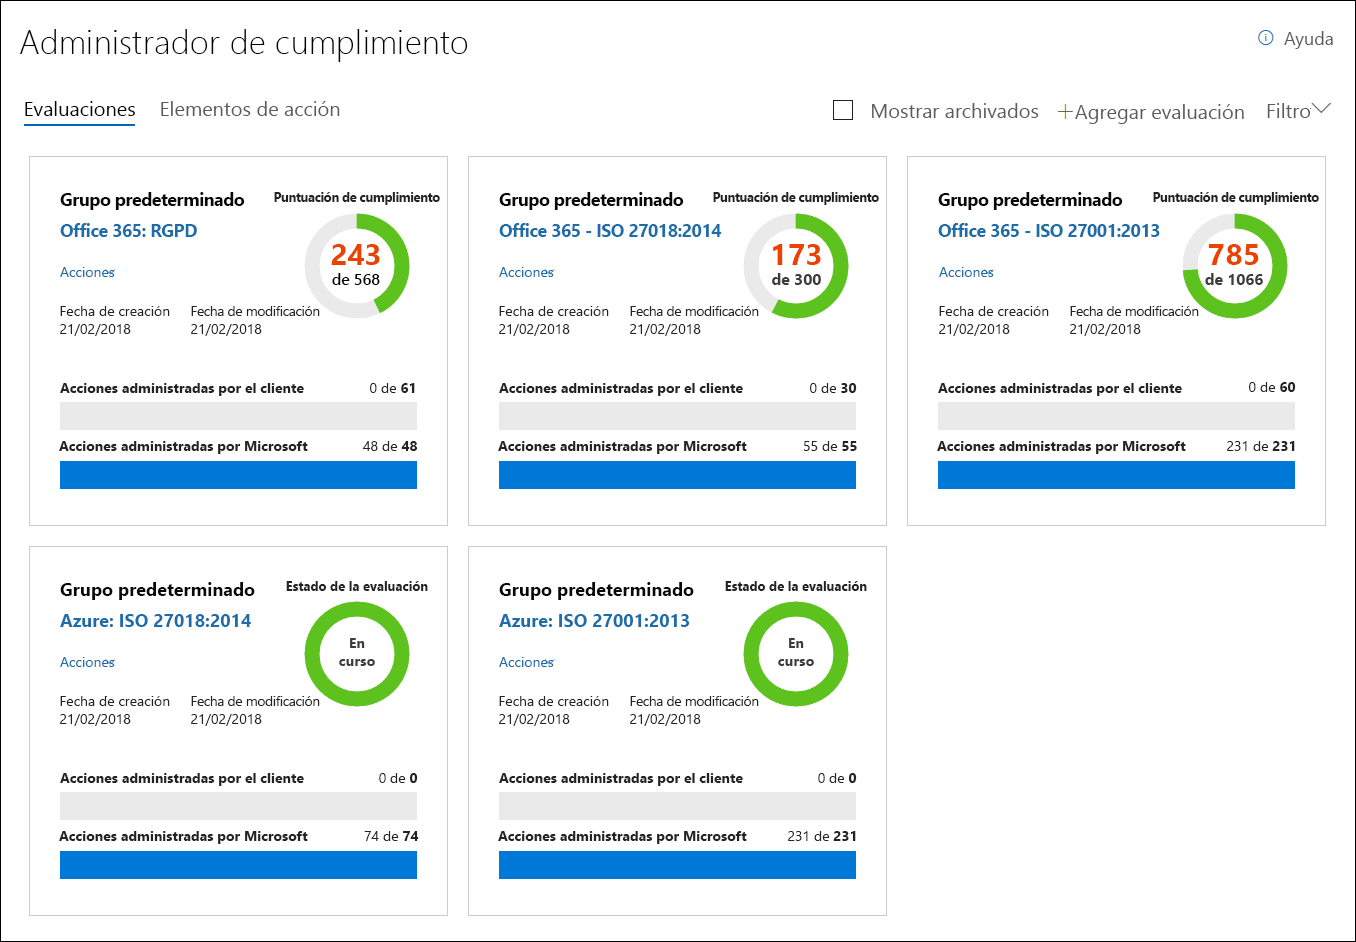 Administrador de cumplimiento
Ayuda
Evaluaciones Elementos de acción
Mostrar archivados +Agregar evaluación Filtro
Grupo predeterminado
Puntuación de cumplimiento
Office 365: RGPD
243
de 568
Acciones
Fecha de creación Fecha de modificación
21/02/2018 21/02/2018
Acciones administradas por el cliente 0 de 61
Acciones administradas por Microsoft 48 de 48
Grupo predeterminado
Puntuación de cumplimiento
Office 365 - ISO 27018:2014
173
de 300
Acciones
Fecha de creación Fecha de modificación
21/02/2018 21/02/2018
Acciones administradas por el cliente 0 de 30
Acciones administradas por Microsoft 55 de 55
Grupo predeterminado
Puntuación de cumplimiento
Office 365 - ISO 27001:2013
785
de 1066
Acciones
Fecha de creación Fecha de modificación
21/02/2018 21/02/2018
Acciones administradas por el cliente 0 de 60
Acciones administradas por Microsoft 231 de 231
Grupo predeterminado
Estado de la evaluación
Azure: ISO 27018:2014
En
curso
Acciones
Fecha de creación Fecha de modificación
21/02/2018 21/02/2018
Acciones administradas por el cliente 0 de 0
Acciones administradas por Microsoft 74 de 74
Grupo predeterminado
Estado de la evaluación
Azure: ISO 27001:2013
En
curso
Acciones
Fecha de creación Fecha de modificación
21/02/2018 21/02/2018
Acciones administradas por el cliente 0 de 0
Acciones administradas por Microsoft 231 de 231